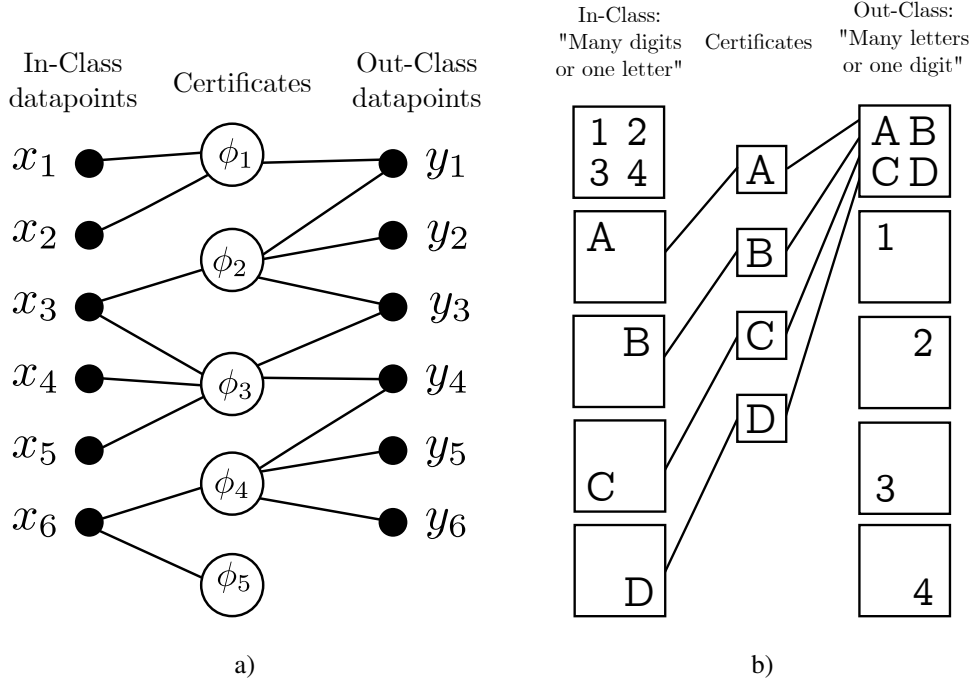 In-Class
datapoints
Certificates
Out-Class
datapoints
x1 ϕ1 y1
x2 y2
ϕ2
x3 y3
x4 ϕ3 y4
x5 y5
ϕ4
x6 y6
ϕ5
a)
In-Class:
"Many digits
or one letter"
Certificates
Out-Class:
"Many letters
or one digit"
1 2
3 4
A
B
C
D
A
B
C
D
A B
C D
1
2
3
4
b)